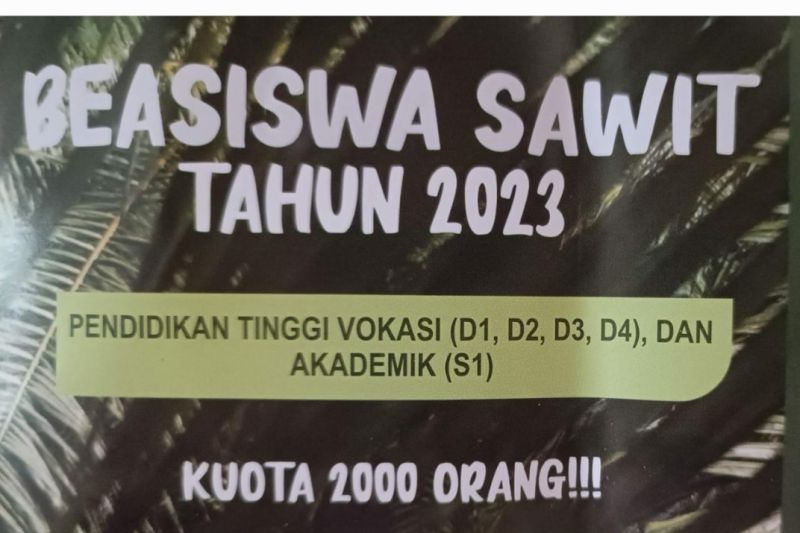 BEASISWA SAWIT
TAHUN 2023
PENDIDIKAN TINGGI VOKASI (D1, D2, D3, D4), DAN
AKADEMIK (S1)
KUOTA 2000 ORANG!!!